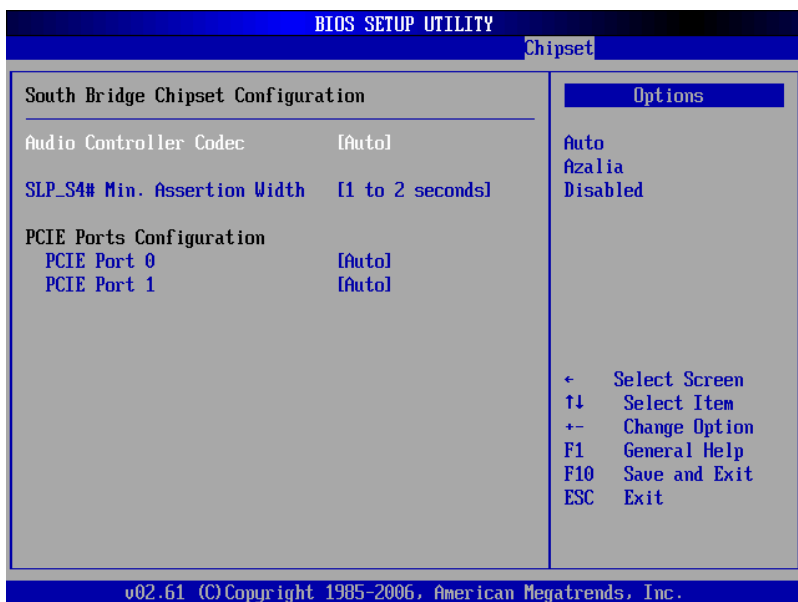 BIOS SETUP UTILITY
Chipset
South Bridge Chipset Configuration
Audio Controller Codec [Auto]
SLP_S4# Min. Assertion Width [1 to 2 seconds]
PCIE Ports Configuration
PCIE Port 0 [Auto]
PCIE Port 1 [Auto]
Options
Auto
Azalia
Disabled
← Select Screen
↑↓ Select Item
+- Change Option
F1 General Help
F10 Save and Exit
ESC Exit
v02.61 (C)Copyright 1985-2006, American Megatrends, Inc.